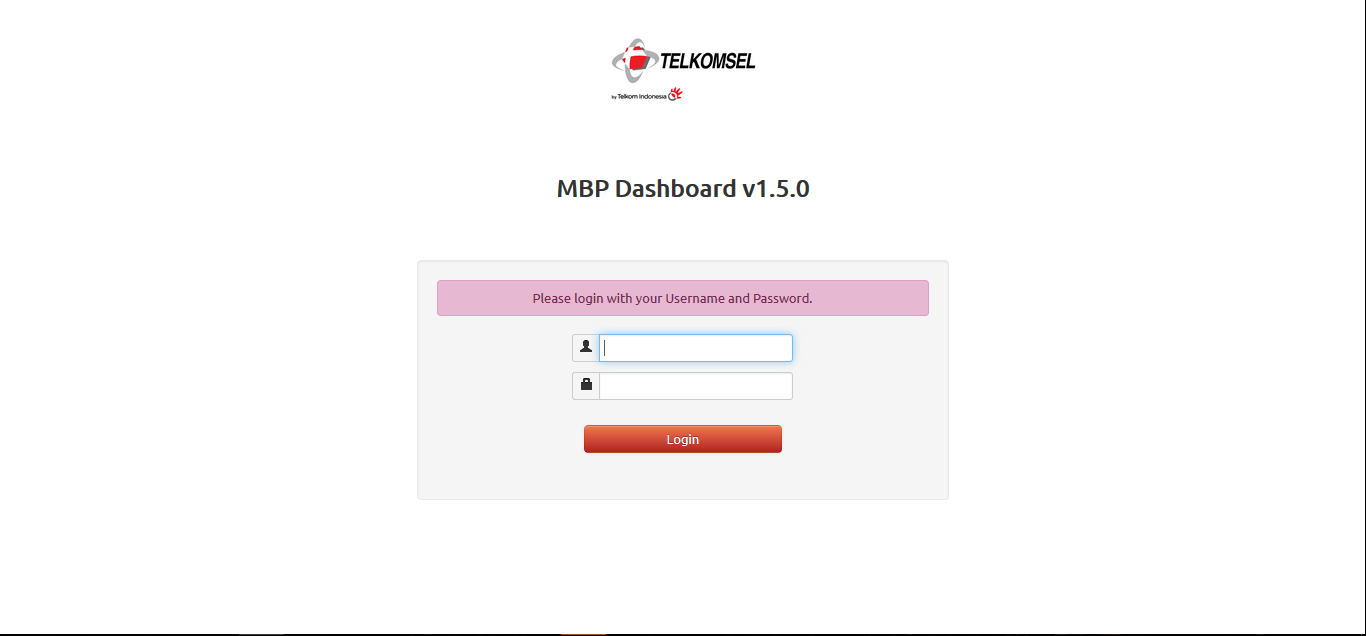 TELKOMSEL
by Telkom Indonesia
MBP Dashboard v1.5.0
Please login with your Username and Password.
Login